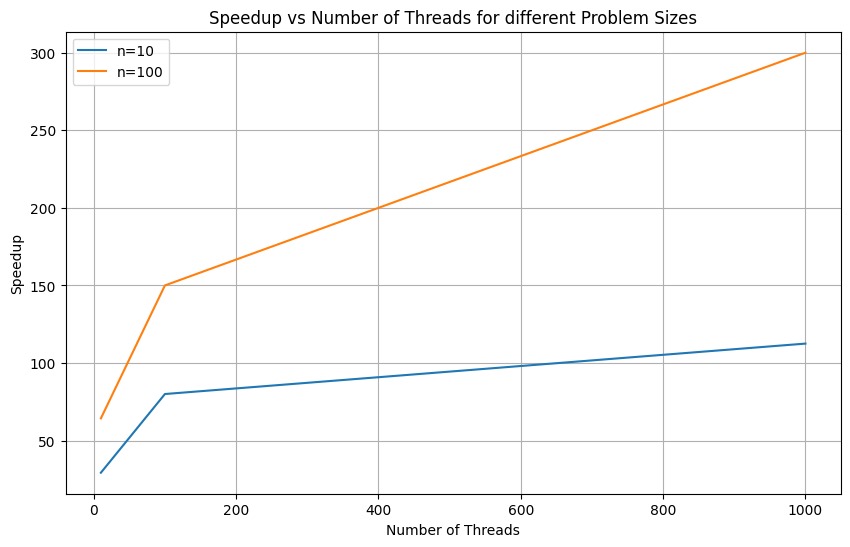 Speedup vs Number of Threads for different Problem Sizes
n=10
n=100
300
250
200
150
100
50
Speedup
0
200
400
600
800
1000
Number of Threads